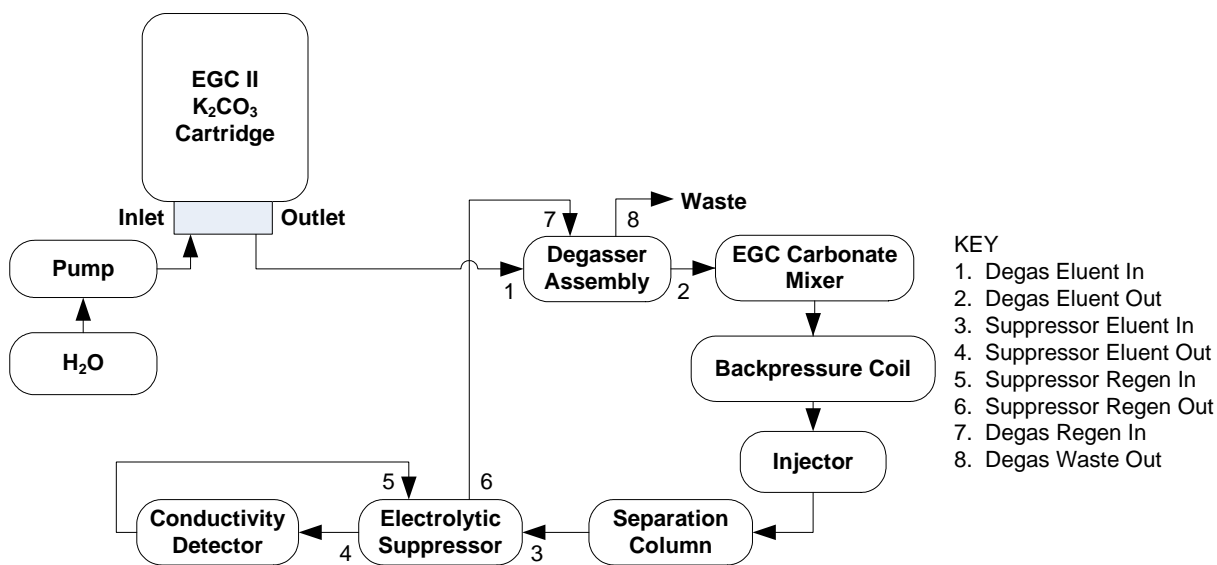 EGC II
K₂CO₃
Cartridge
Inlet
Outlet
Pump
H₂O
7
8
Waste
Degasser
Assembly
1
2
EGC Carbonate
Mixer
Backpressure Coil
Injector
Separation
Column
3
Electrolytic
Suppressor
5
6
4
Conductivity
Detector
KEY
1. Degas Eluent In
2. Degas Eluent Out
3. Suppressor Eluent In
4. Suppressor Eluent Out
5. Suppressor Regen In
6. Suppressor Regen Out
7. Degas Regen In
8. Degas Waste Out